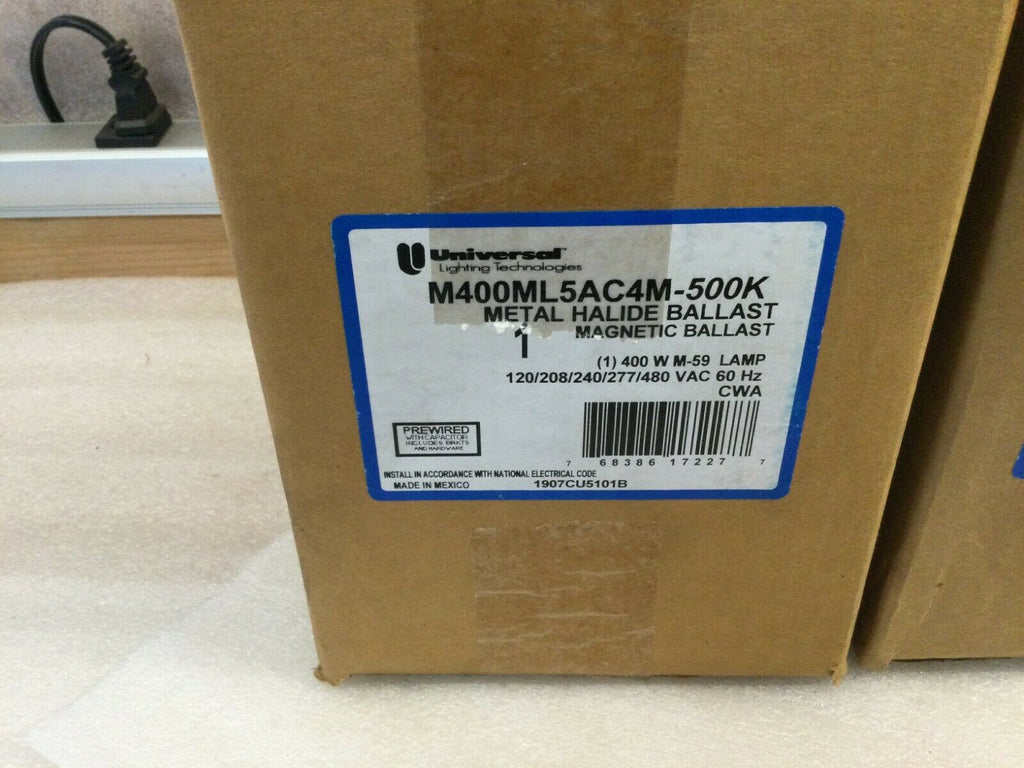 Universal™
Lighting Technologies
M400ML5AC4M-500K
METAL HALIDE BALLAST
MAGNETIC BALLAST
1
(1) 400 W M-59 LAMP
120/208/240/277/480 VAC 60 Hz
CWA
PREWIRED
WITH CAPACITOR
INCLUDES BRKTS
AND HARDWARE
7 68386 17227 7
INSTALL IN ACCORDANCE WITH NATIONAL ELECTRICAL CODE
MADE IN MEXICO 1907CU5101B